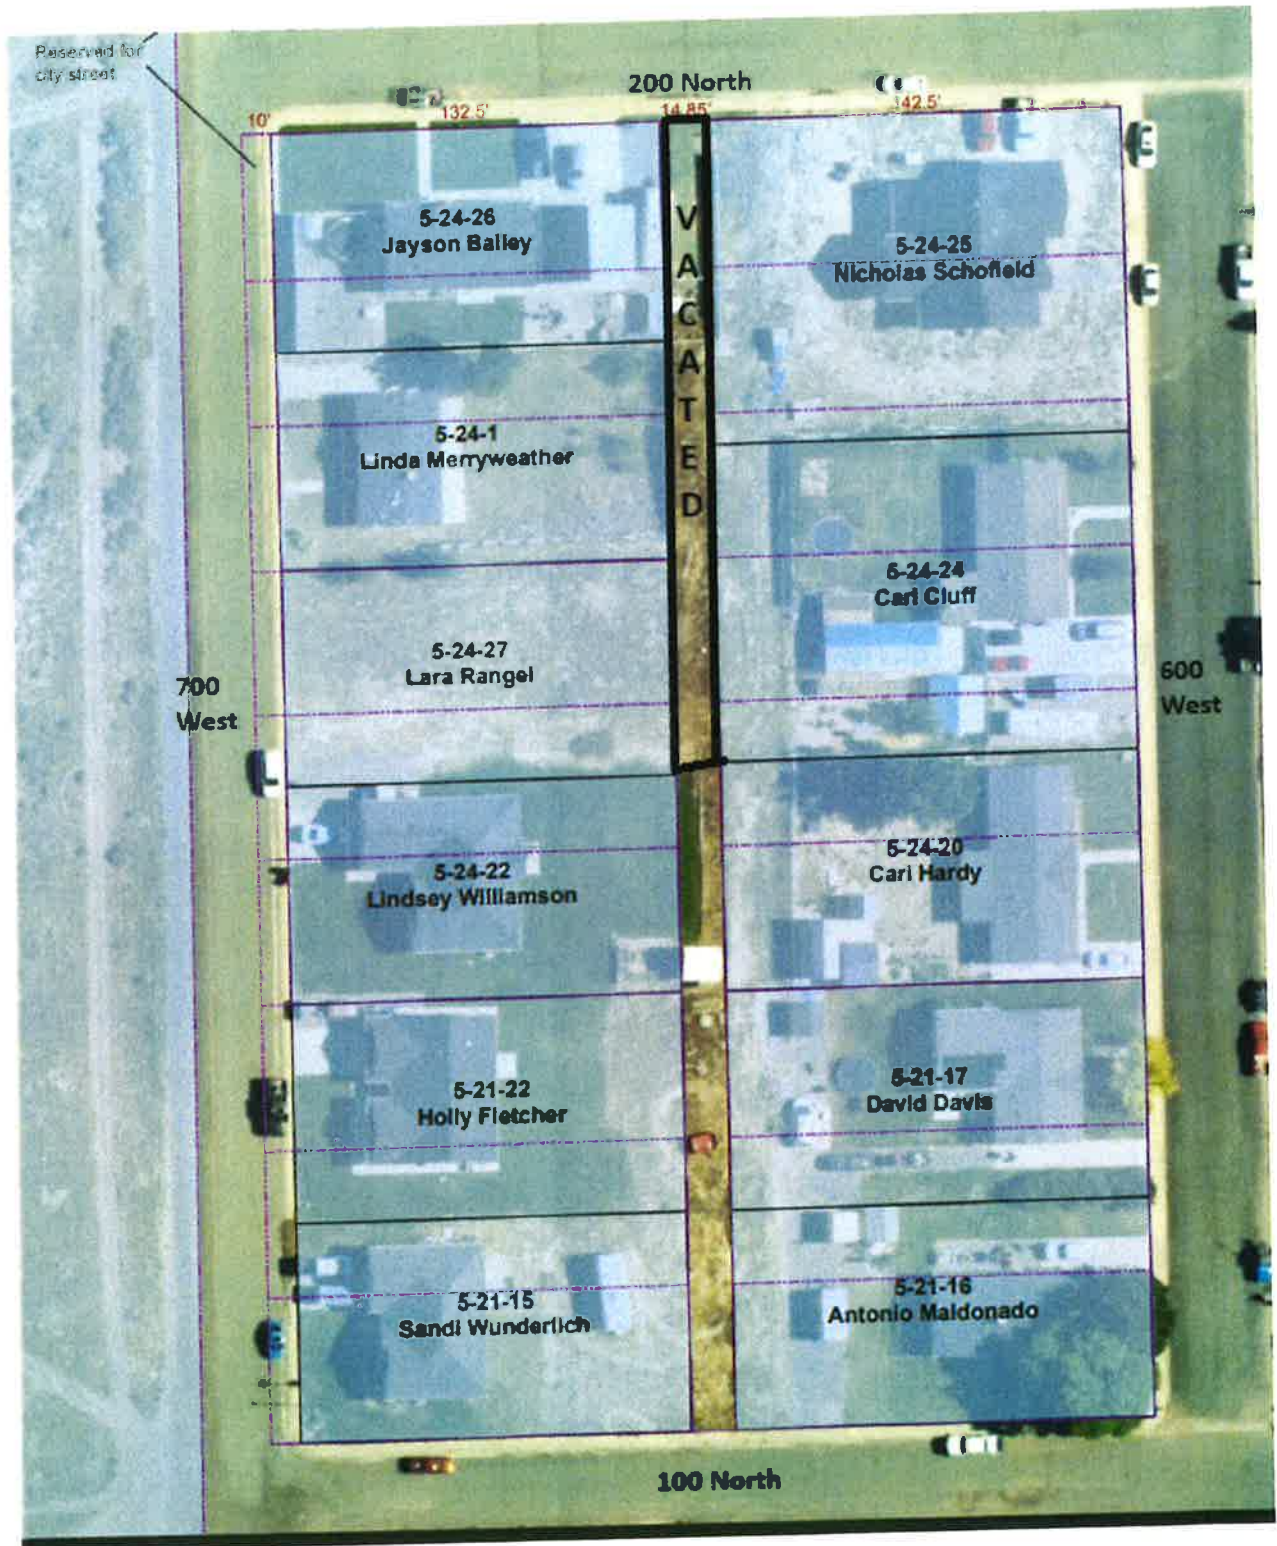 Reserved for
city street
200 North
10'
132.5'
14.85'
142.5'
5-24-26
Jayson Bailey
5-24-25
Nicholas Schofield
VACATED
5-24-1
Linda Merryweather
5-24-24
Carl Cluff
5-24-27
Lara Rangel
700
West
600
West
5-24-22
Lindsey Williamson
5-24-20
Carl Hardy
5-21-22
Holly Fletcher
5-21-17
David Davis
5-21-15
Sandi Wunderlich
5-21-16
Antonio Maldonado
100 North